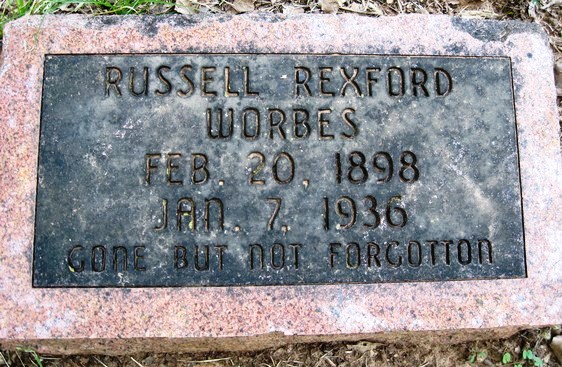 RUSSELL REXFORD
WORBES
FEB. 20, 1898
JAN. 7, 1936
GONE BUT NOT FORGOTTON